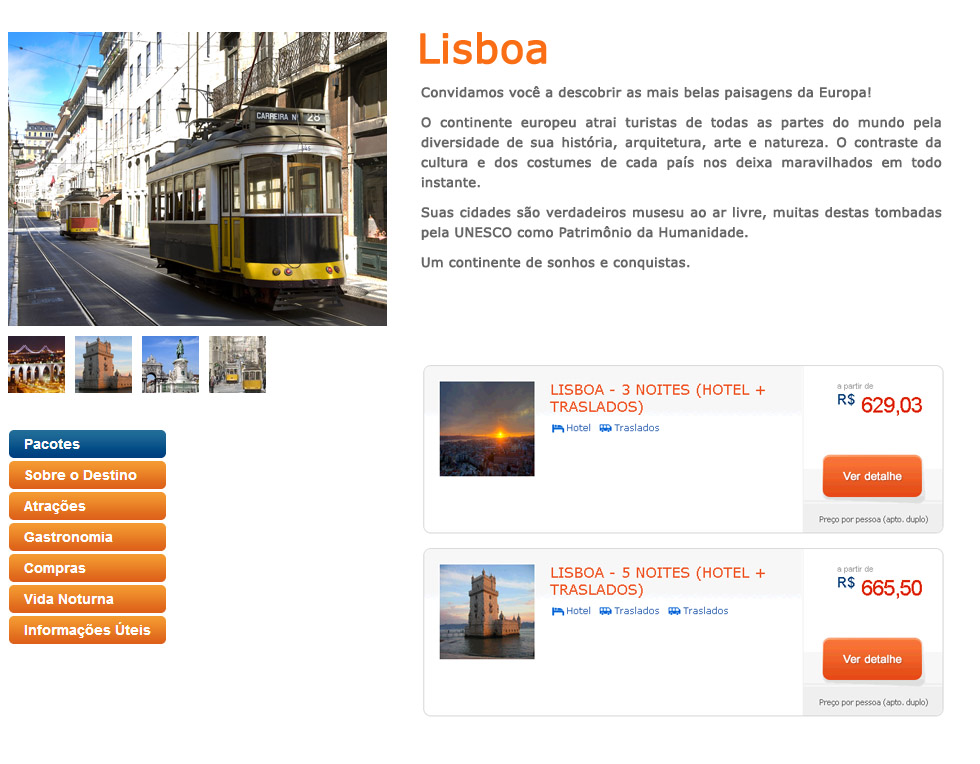 CARREIRA Nº 28
Lisboa
Convidamos você a descobrir as mais belas paisagens da Europa!
O continente europeu atrai turistas de todas as partes do mundo pela
diversidade de sua história, arquitetura, arte e natureza. O contraste da
cultura e dos costumes de cada país nos deixa maravilhados em todo
instante.
Suas cidades são verdadeiros musesu ao ar livre, muitas destas tombadas
pela UNESCO como Patrimônio da Humanidade.
Um continente de sonhos e conquistas.
Pacotes
Sobre o Destino
Atrações
Gastronomia
Compras
Vida Noturna
Informações Úteis
LISBOA - 3 NOITES (HOTEL +
TRASLADOS)
Hotel Traslados
a partir de
R$ 629,03
Ver detalhe
Preço por pessoa (apto. duplo)
LISBOA - 5 NOITES (HOTEL +
TRASLADOS)
Hotel Traslados Traslados
a partir de
R$ 665,50
Ver detalhe
Preço por pessoa (apto. duplo)